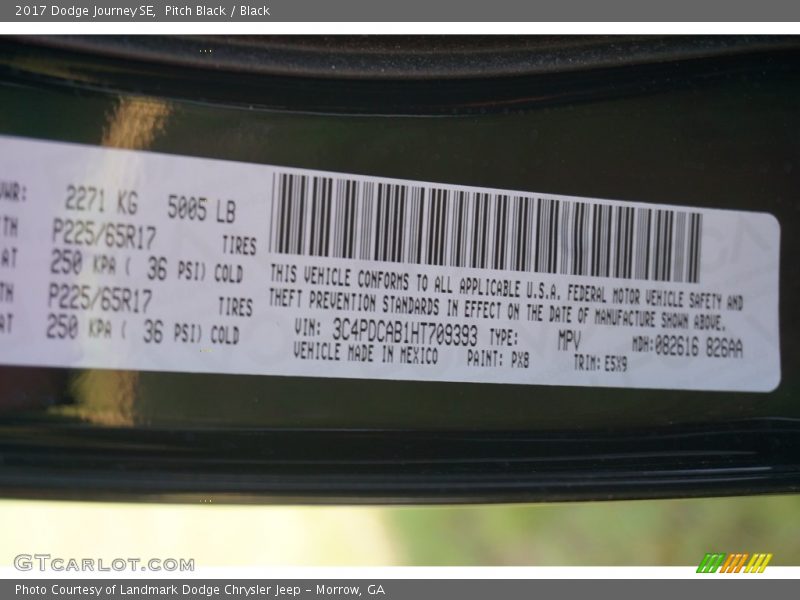 2017 Dodge Journey SE, Pitch Black / Black
2271 KG 5005 LB
P225/65R17 TIRES
250 KPA ( 36 PSI) COLD
P225/65R17 TIRES
250 KPA ( 36 PSI) COLD
THIS VEHICLE CONFORMS TO ALL APPLICABLE U.S.A. FEDERAL MOTOR VEHICLE SAFETY AND
THEFT PREVENTION STANDARDS IN EFFECT ON THE DATE OF MANUFACTURE SHOWN ABOVE.
VIN: 3C4PDCAB1HT709393 TYPE: MPV MDH:082616 826AA
VEHICLE MADE IN MEXICO PAINT: PX8 TRIM: E5X9
GTCARLOT.COM
Photo Courtesy of Landmark Dodge Chrysler Jeep – Morrow, GA